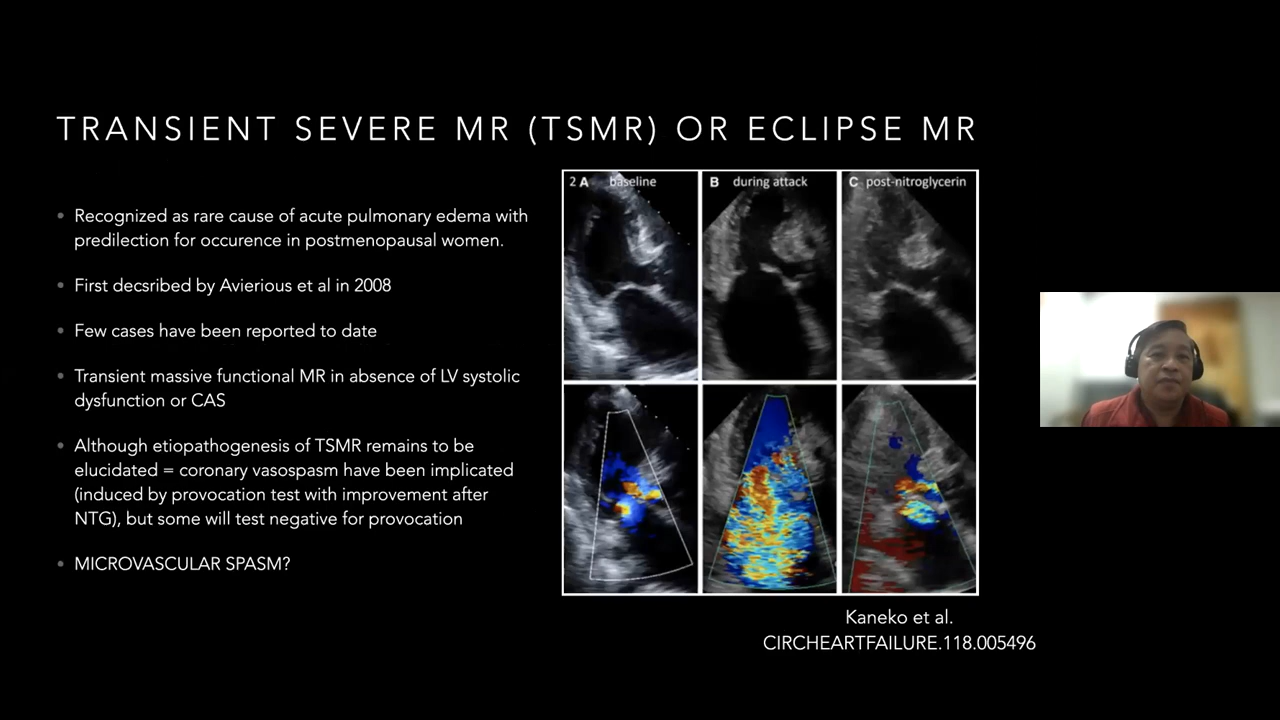 TRANSIENT SEVERE MR (TSMR) OR ECLIPSE MR
Recognized as rare cause of acute pulmonary edema with
predilection for occurence in postmenopausal women.
First decsribed by Avierious et al in 2008
Few cases have been reported to date
Transient massive functional MR in absence of LV systolic
dysfunction or CAS
Although etiopathogenesis of TSMR remains to be
elucidated = coronary vasospasm have been implicated
(induced by provocation test with improvement after
NTG), but some will test negative for provocation
MICROVASCULAR SPASM?
2 A baseline
B during attack
C post-nitroglycerin
Kaneko et al.
CIRCHEARTFAILURE.118.005496